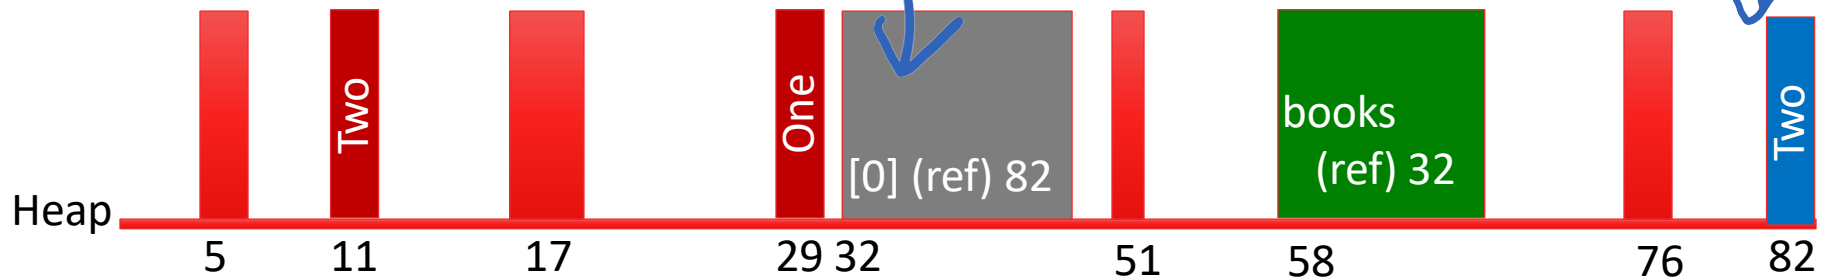 Two
One
[0] (ref) 82
books
(ref) 32
Two
Heap
5 11 17 29 32 51 58 76 82